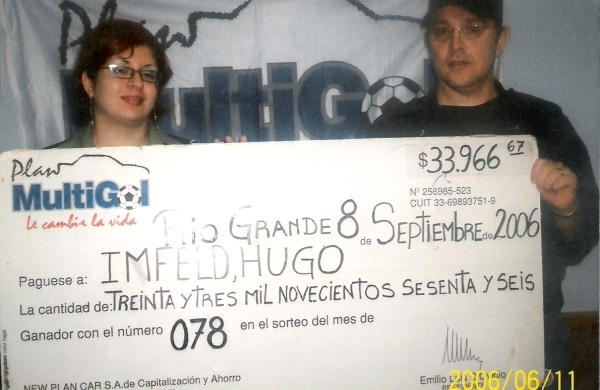 Plan
MultiGol
Plan
MultiGol
Le cambia la vida
$33.966 67
Nº 256985-523
CUIT 33-69893751-9
Rio GRANDE 8 de SEPTIEMBRE de 2006
Paguese a: IMFELD, HUGO
La cantidad de: TREINTA Y TRES MIL NOVECIENTOS SESENTA Y SEIS
Ganador con el número 078 en el sorteo del mes de
NEW PLAN CAR S.A. de Capitalización y Ahorro
Emilio Luis
2006/06/11